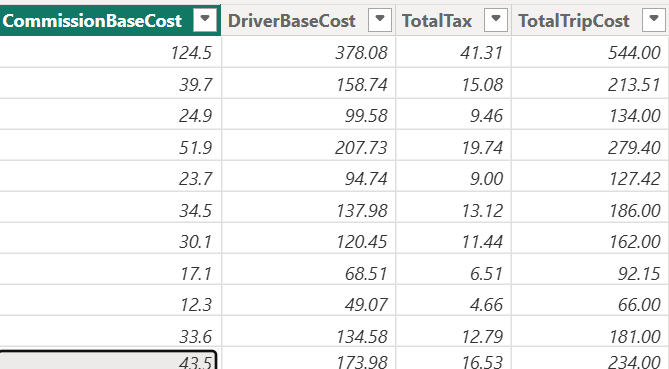 CommissionBaseCost DriverBaseCost TotalTax TotalTripCost
124.5 378.08 41.31 544.00
39.7 158.74 15.08 213.51
24.9 99.58 9.46 134.00
51.9 207.73 19.74 279.40
23.7 94.74 9.00 127.42
34.5 137.98 13.12 186.00
30.1 120.45 11.44 162.00
17.1 68.51 6.51 92.15
12.3 49.07 4.66 66.00
33.6 134.58 12.79 181.00
43.5 173.98 16.53 234.00